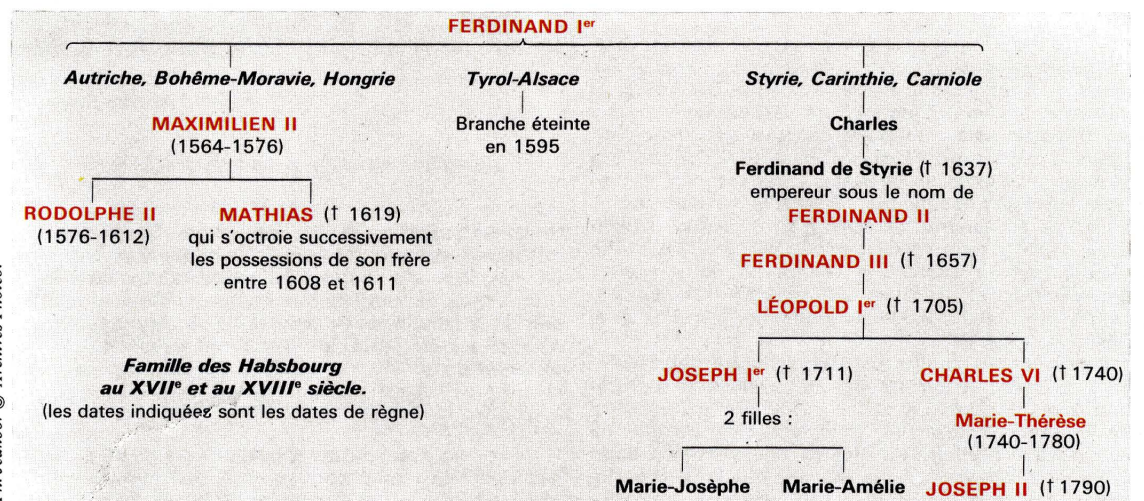 FERDINAND Ier
Autriche, Bohême-Moravie, Hongrie
Tyrol-Alsace
Styrie, Carinthie, Carniole
MAXIMILIEN II
(1564-1576)
Branche éteinte
en 1595
Charles
Ferdinand de Styrie († 1637)
empereur sous le nom de
FERDINAND II
RODOLPHE II
(1576-1612)
MATHIAS († 1619)
qui s'octroie successivement
les possessions de son frère
entre 1608 et 1611
FERDINAND III († 1657)
LÉOPOLD Ier († 1705)
Famille des Habsbourg
au XVIIe et au XVIIIe siècle.
(les dates indiquées sont les dates de règne)
JOSEPH Ier († 1711)
CHARLES VI († 1740)
2 filles :
Marie-Thérèse
(1740-1780)
Marie-Josèphe
Marie-Amélie
JOSEPH II († 1790)